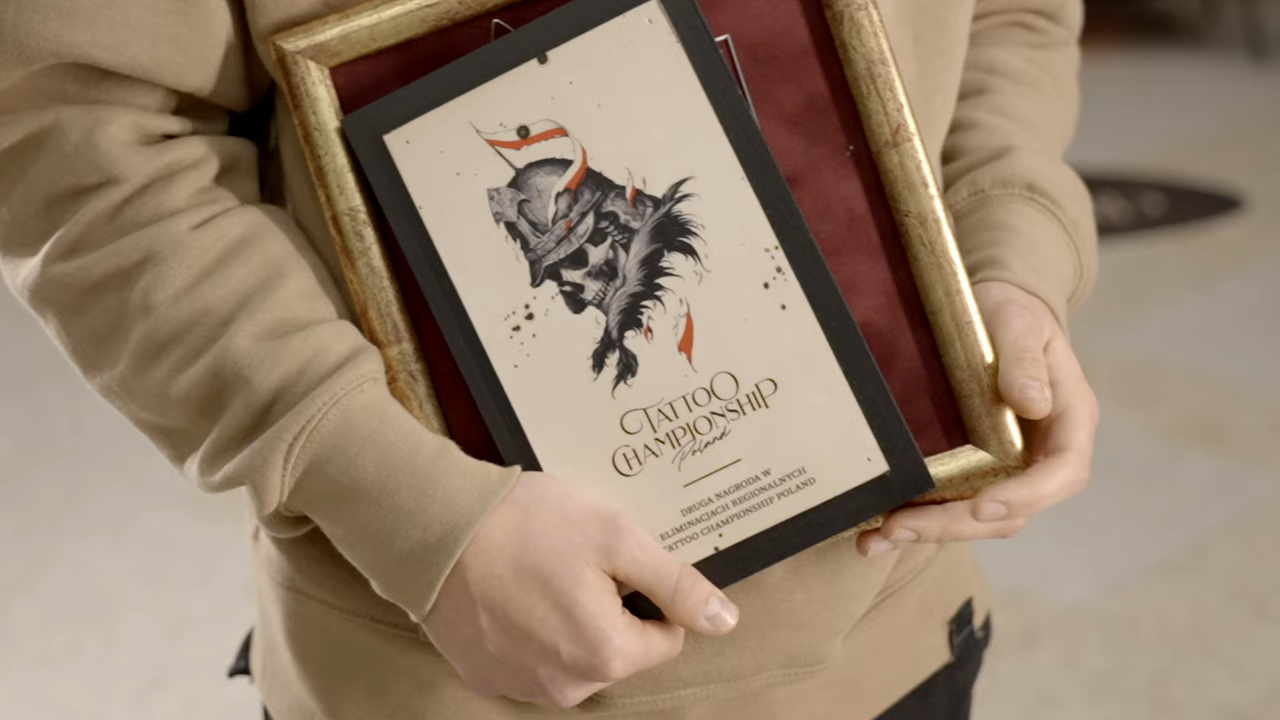 TATTOO
CHAMPIONSHIP
Poland
DRUGA NAGRODA W
ELIMINACJACH REGIONALNYCH
TATTOO CHAMPIONSHIP POLAND